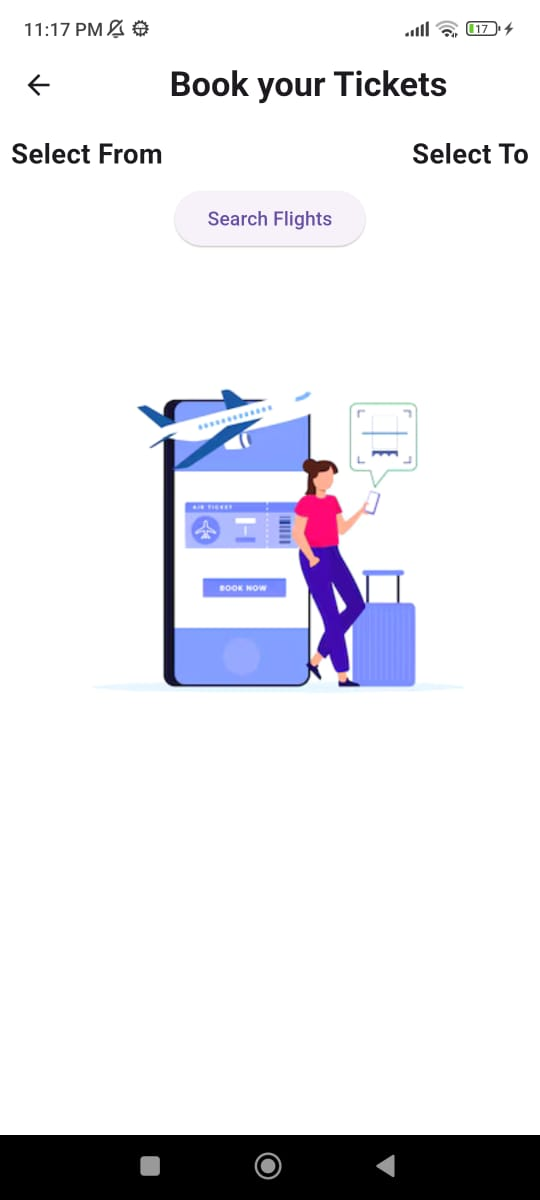 11:17 PM 17
Book your Tickets
Select From Select To
Search Flights
AIR TICKET
BOOK NOW